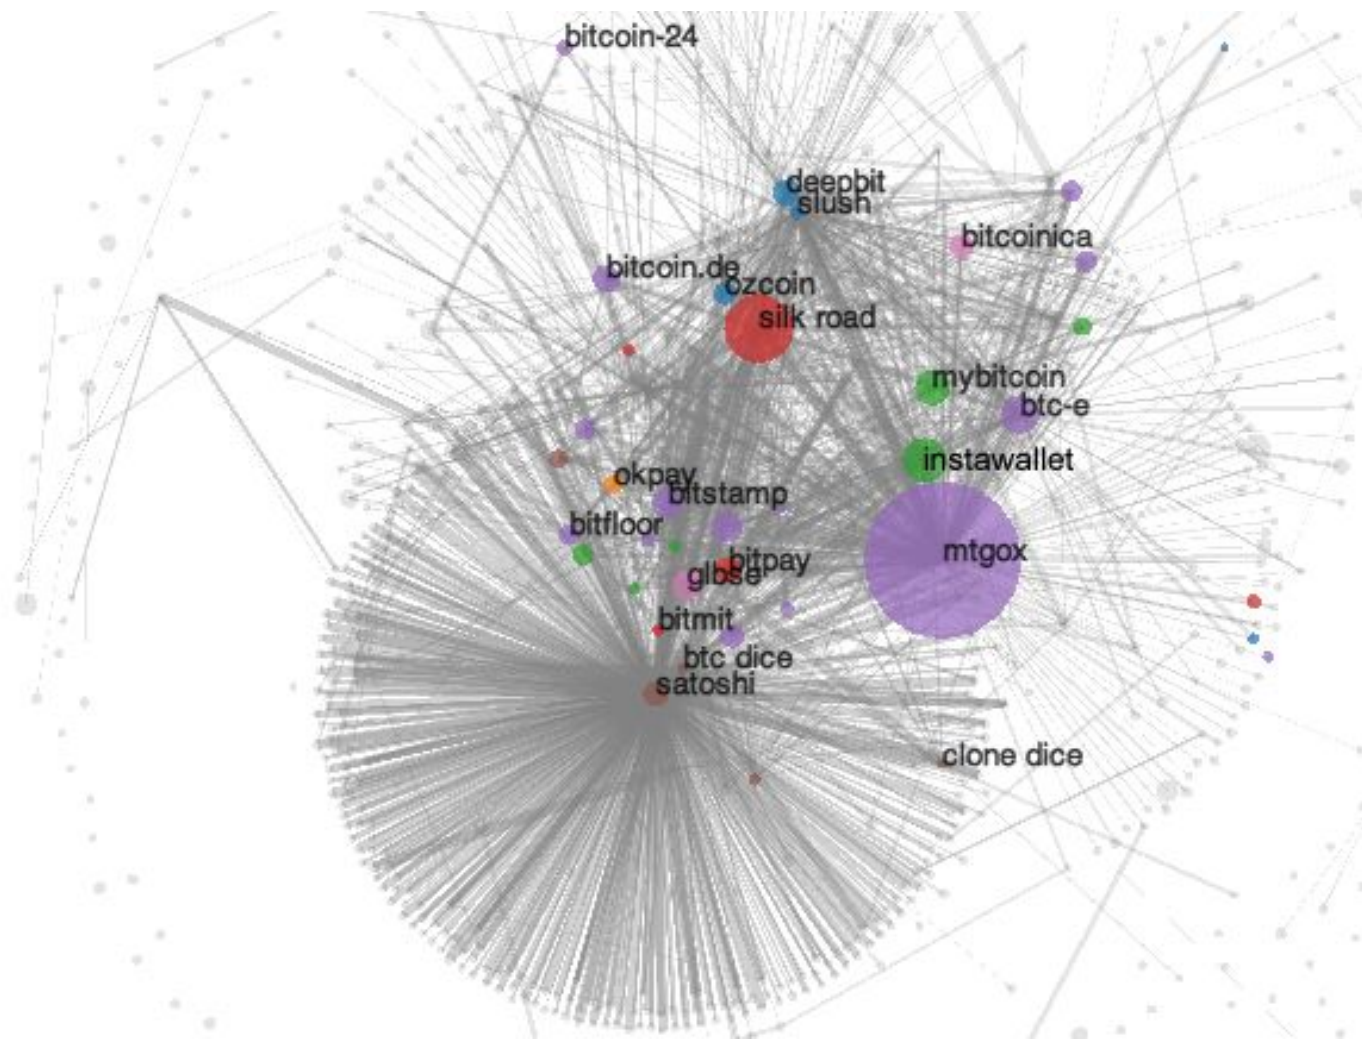 bitcoin-24
deepbit
slush
bitcoinica
bitcoin.de
ozcoin
silk road
mybitcoin
btc-e
instawallet
okpay
bitstamp
bitfloor
mtgox
bitpay
glbse
bitmit
btc dice
satoshi
clone dice